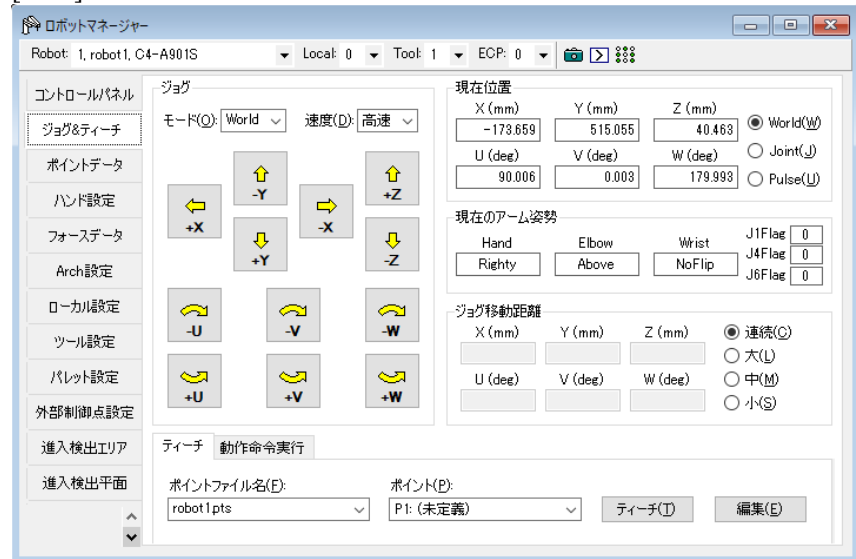 ロボットマネージャー
Robot: 1, robot1, C4-A901S Local: 0 Tool: 1 ECP: 0
コントロールパネル
ジョグ&ティーチ
ポイントデータ
ハンド設定
フォースデータ
Arch設定
ローカル設定
ツール設定
パレット設定
外部制御点設定
進入検出エリア
進入検出平面
ジョグ
モード(O): World 速度(D): 高速
-Y +Z
+X -X
+Y -Z
-U -V -W
+U +V +W
現在位置
X (mm) Y (mm) Z (mm)
-173.659 515.055 40.463
U (deg) V (deg) W (deg)
90.006 0.003 179.993
World(W)
Joint(J)
Pulse(U)
現在のアーム姿勢
Hand Elbow Wrist
Righty Above NoFlip
J1Flag 0
J4Flag 0
J6Flag 0
ジョグ移動距離
X (mm) Y (mm) Z (mm)
U (deg) V (deg) W (deg)
連続(C)
大(L)
中(M)
小(S)
ティーチ 動作命令実行
ポイントファイル名(F): ポイント(P):
robot1.pts P1: (未定義) ティーチ(T) 編集(E)